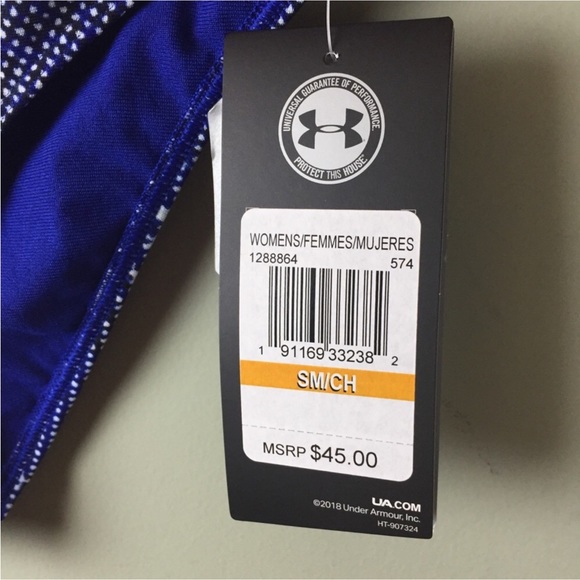 UNIVERSAL GUARANTEE OF PERFORMANCE.
PROTECT THIS HOUSE.
WOMENS/FEMMES/MUJERES
1288864 574
1 91169 33238 2
SM/CH
MSRP $45.00
UA.COM
©2018 Under Armour, Inc.
HT-907324